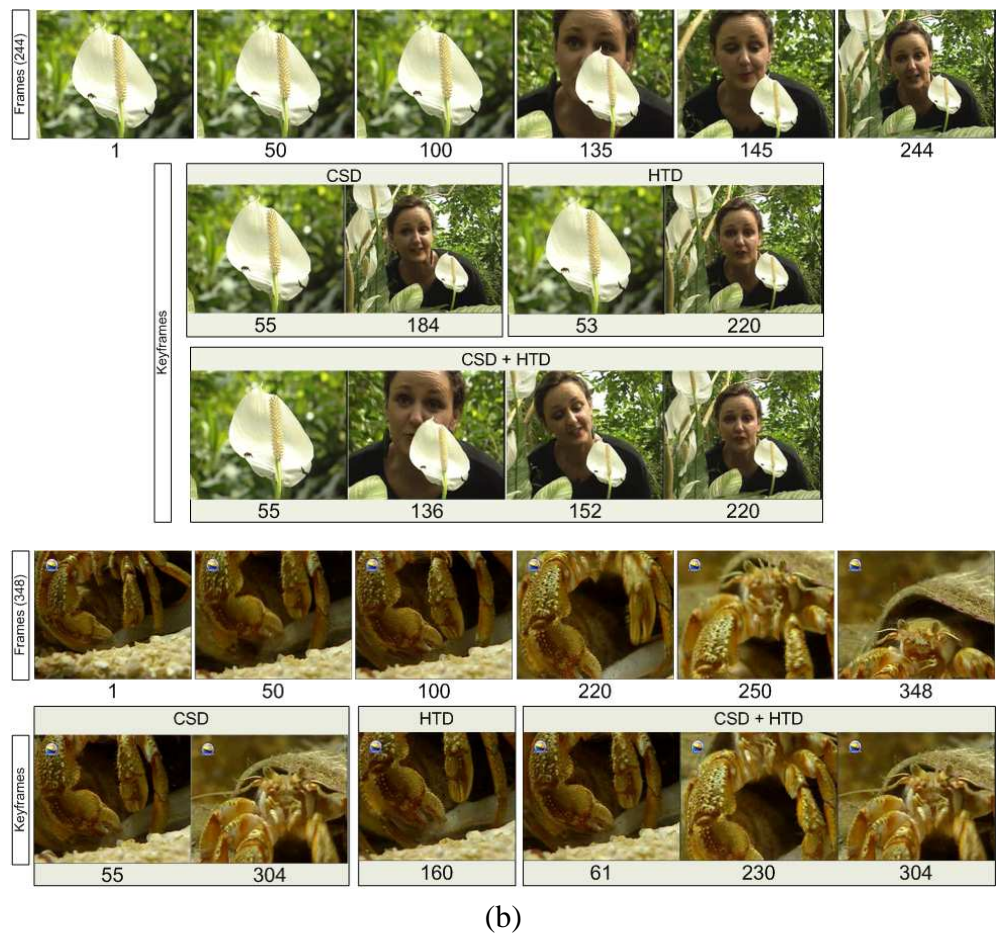 Frames (244)
1 50 100 135 145 244
Keyframes
CSD HTD
55 184 53 220
CSD + HTD
55 136 152 220
Frames (348)
1 50 100 220 250 348
Keyframes
CSD HTD CSD + HTD
55 304 160 61 230 304
(b)